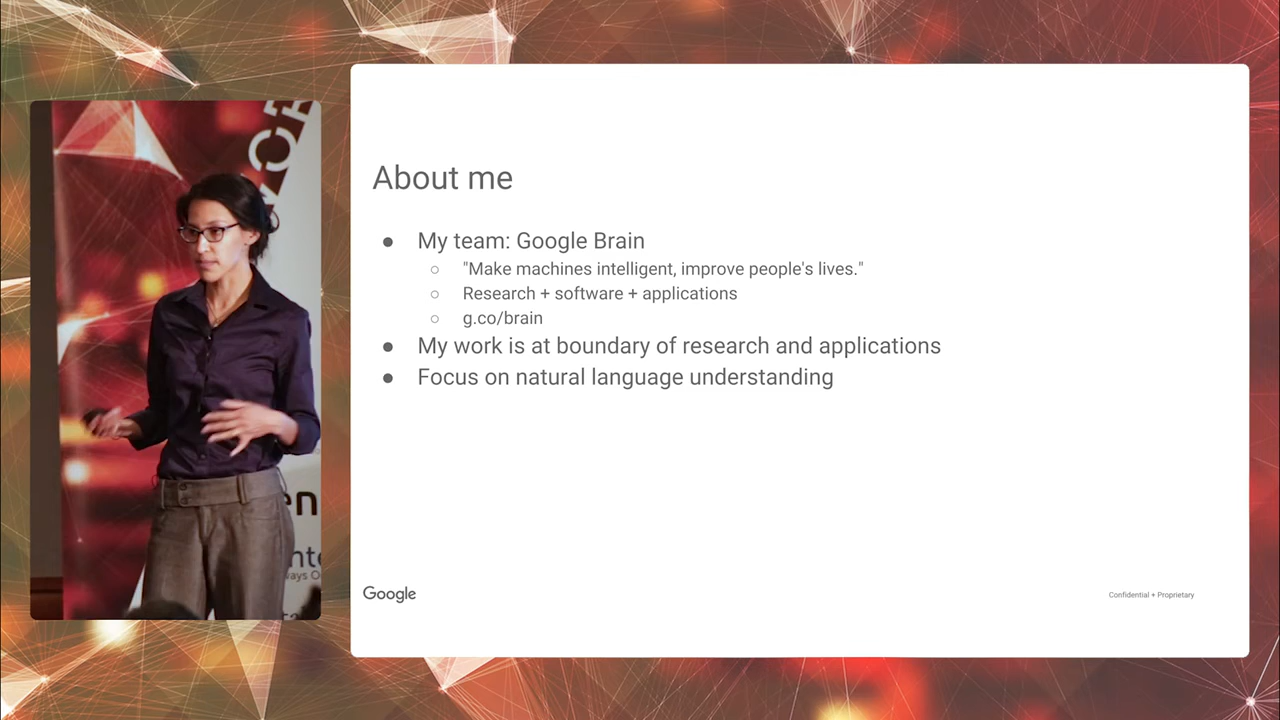 About me
● My team: Google Brain
○ "Make machines intelligent, improve people's lives."
○ Research + software + applications
○ g.co/brain
● My work is at boundary of research and applications
● Focus on natural language understanding
Google
Confidential + Proprietary